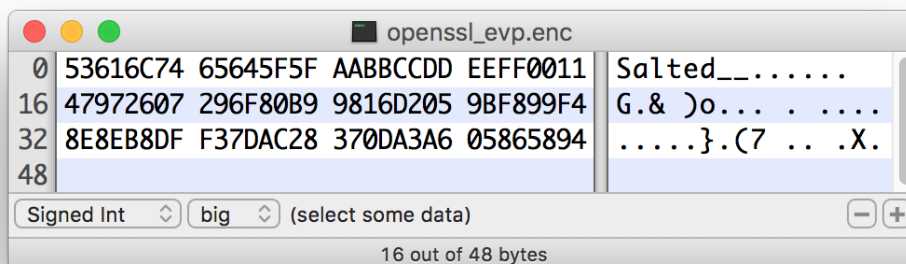 openssl_evp.enc
0 53616C74 65645F5F AABBCCDD EEFF0011 Salted__......
16 47972607 296F80B9 9816D205 9BF899F4 G.& )o... . ....
32 8E8EB8DF F37DAC28 370DA3A6 05865894 .....}.(7 .. .X.
48
Signed Int big (select some data)
16 out of 48 bytes